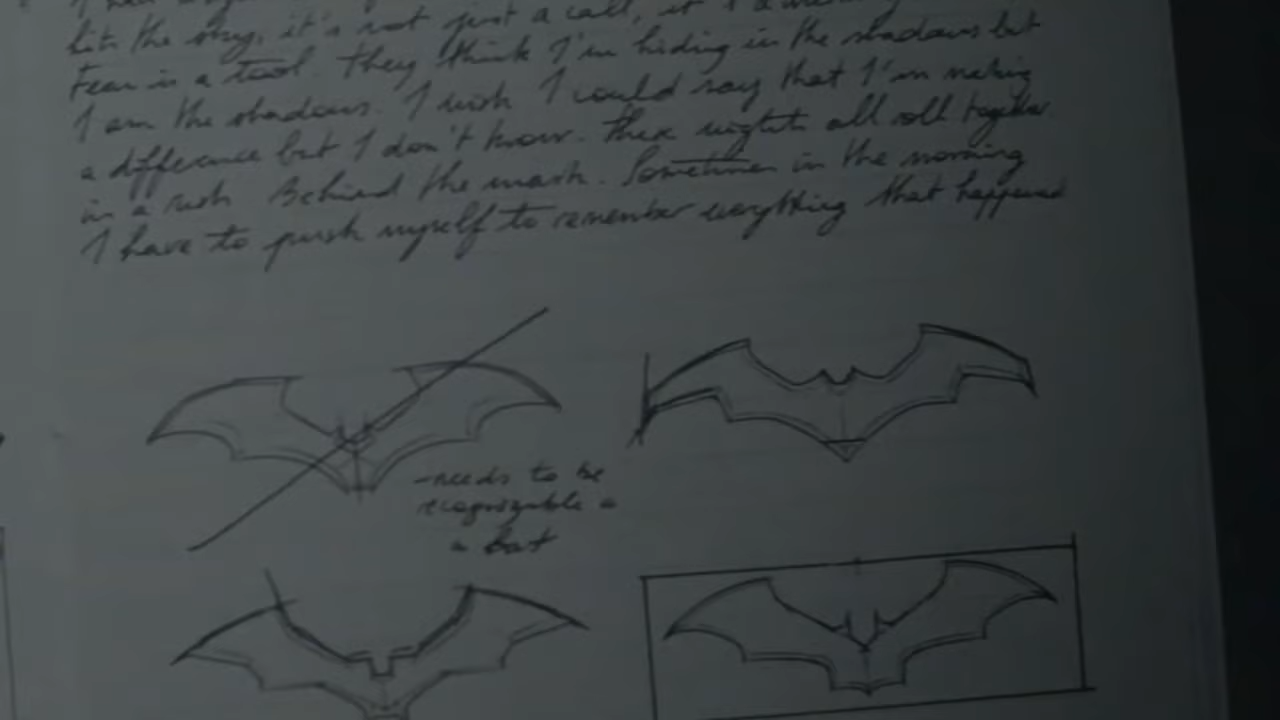 hits the sky, it's not just a call, it's a
Fear is a tool. They think I'm hiding in the shadows but
I am the shadows. I wish I could say that I'm making
a difference but I don't know. These nights all roll together
in a rush Behind the mask. Sometimes in the morning
I have to push myself to remember everything that happened
-needs to be
recognizable a
a bat